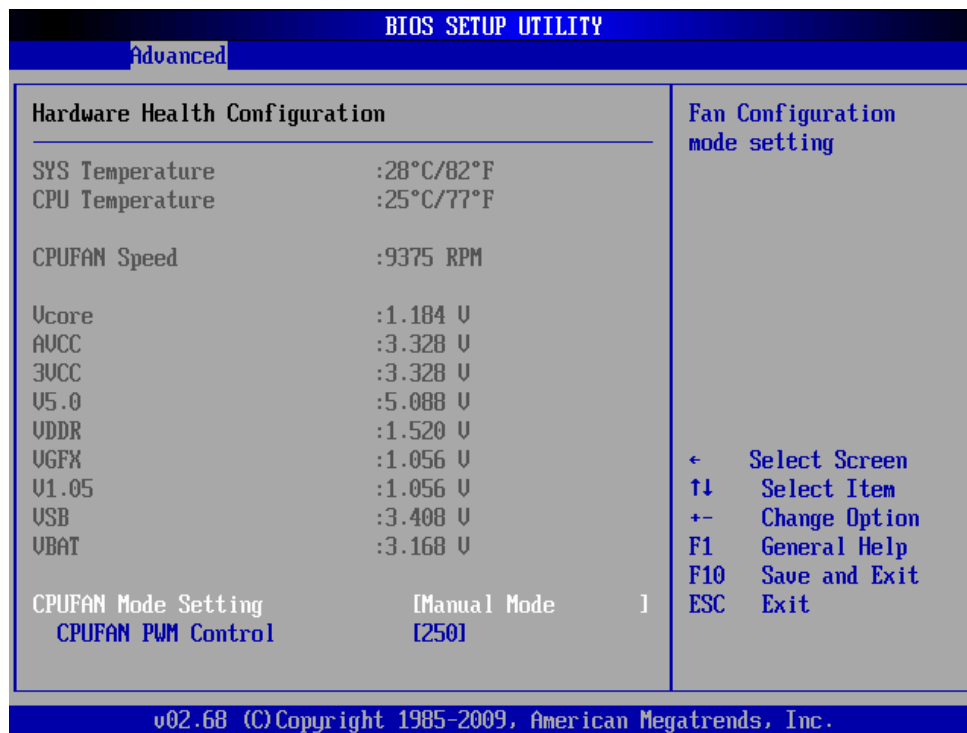 BIOS SETUP UTILITY
Advanced
Hardware Health Configuration
SYS Temperature :28°C/82°F
CPU Temperature :25°C/77°F
CPUFAN Speed :9375 RPM
Vcore :1.184 V
AVCC :3.328 V
3VCC :3.328 V
V5.0 :5.088 V
VDDR :1.520 V
VGFX :1.056 V
V1.05 :1.056 V
VSB :3.408 V
VBAT :3.168 V
CPUFAN Mode Setting [Manual Mode ]
CPUFAN PWM Control [250]
Fan Configuration
mode setting
← Select Screen
↑↓ Select Item
+- Change Option
F1 General Help
F10 Save and Exit
ESC Exit
v02.68 (C)Copyright 1985-2009, American Megatrends, Inc.